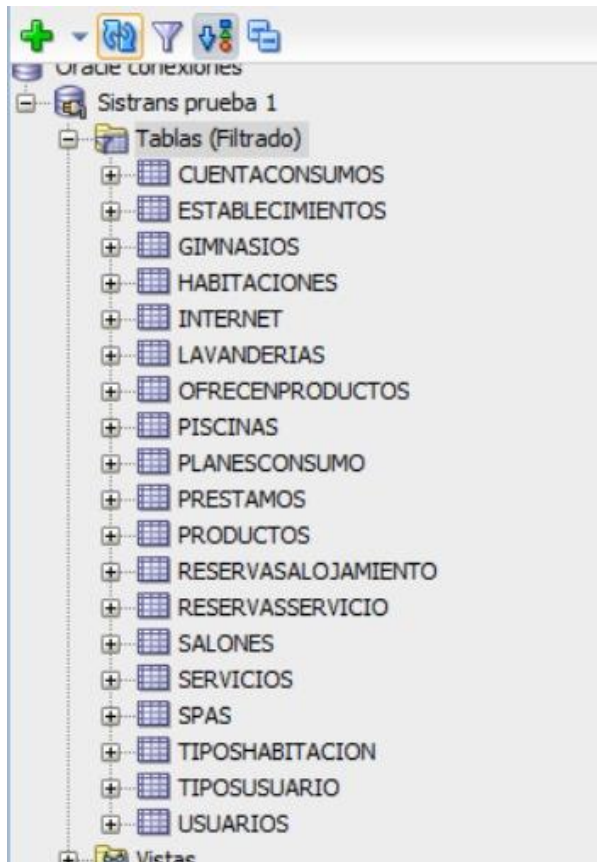 Oracle conexiones
Sistrans prueba 1
Tablas (Filtrado)
CUENTACONSUMOS
ESTABLECIMIENTOS
GIMNASIOS
HABITACIONES
INTERNET
LAVANDERIAS
OFRECENPRODUCTOS
PISCINAS
PLANESCONSUMO
PRESTAMOS
PRODUCTOS
RESERVASALOJAMIENTO
RESERVASSERVICIO
SALONES
SERVICIOS
SPAS
TIPOSHABITACION
TIPOSUSUARIO
USUARIOS
Vistas